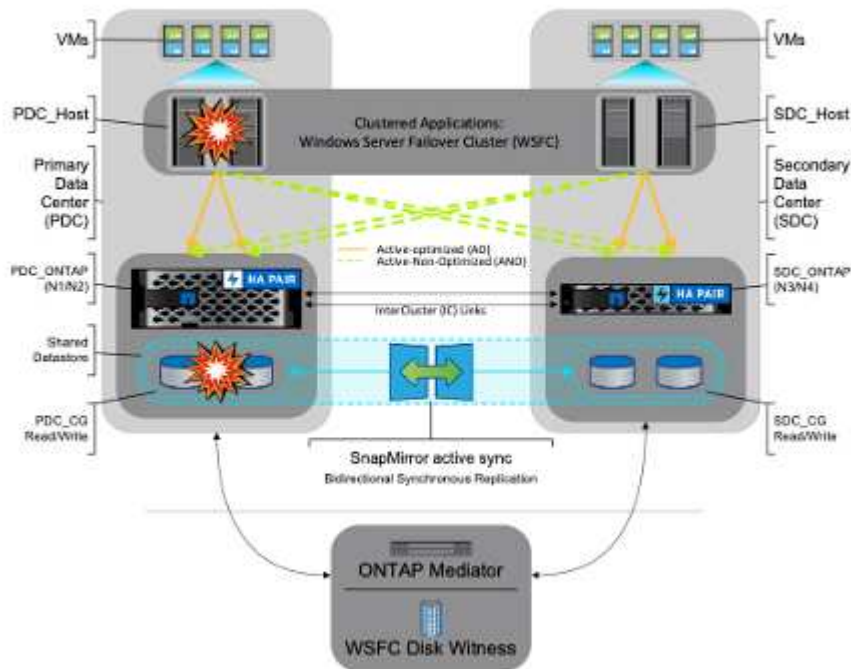 VMs
VMs
PDC_Host
SDC_Host
Clustered Applications:
Windows Server Failover Cluster (WSFC)
Primary
Data
Center (PDC)
Secondary
Data
Center (SDC)
Active-optimized (AO)
Active-Non-Optimized (ANO)
PDC_ONTAP
(N1/N2)
HA PAIR
SDC_ONTAP
(N3/N4)
HA PAIR
InterCluster (IC) Links
Shared
Datastore
PDC_CG
Read/Write
SDC_CG
Read/Write
SnapMirror active sync
Bidirectional Synchronous Replication
ONTAP Mediator
WSFC Disk Witness